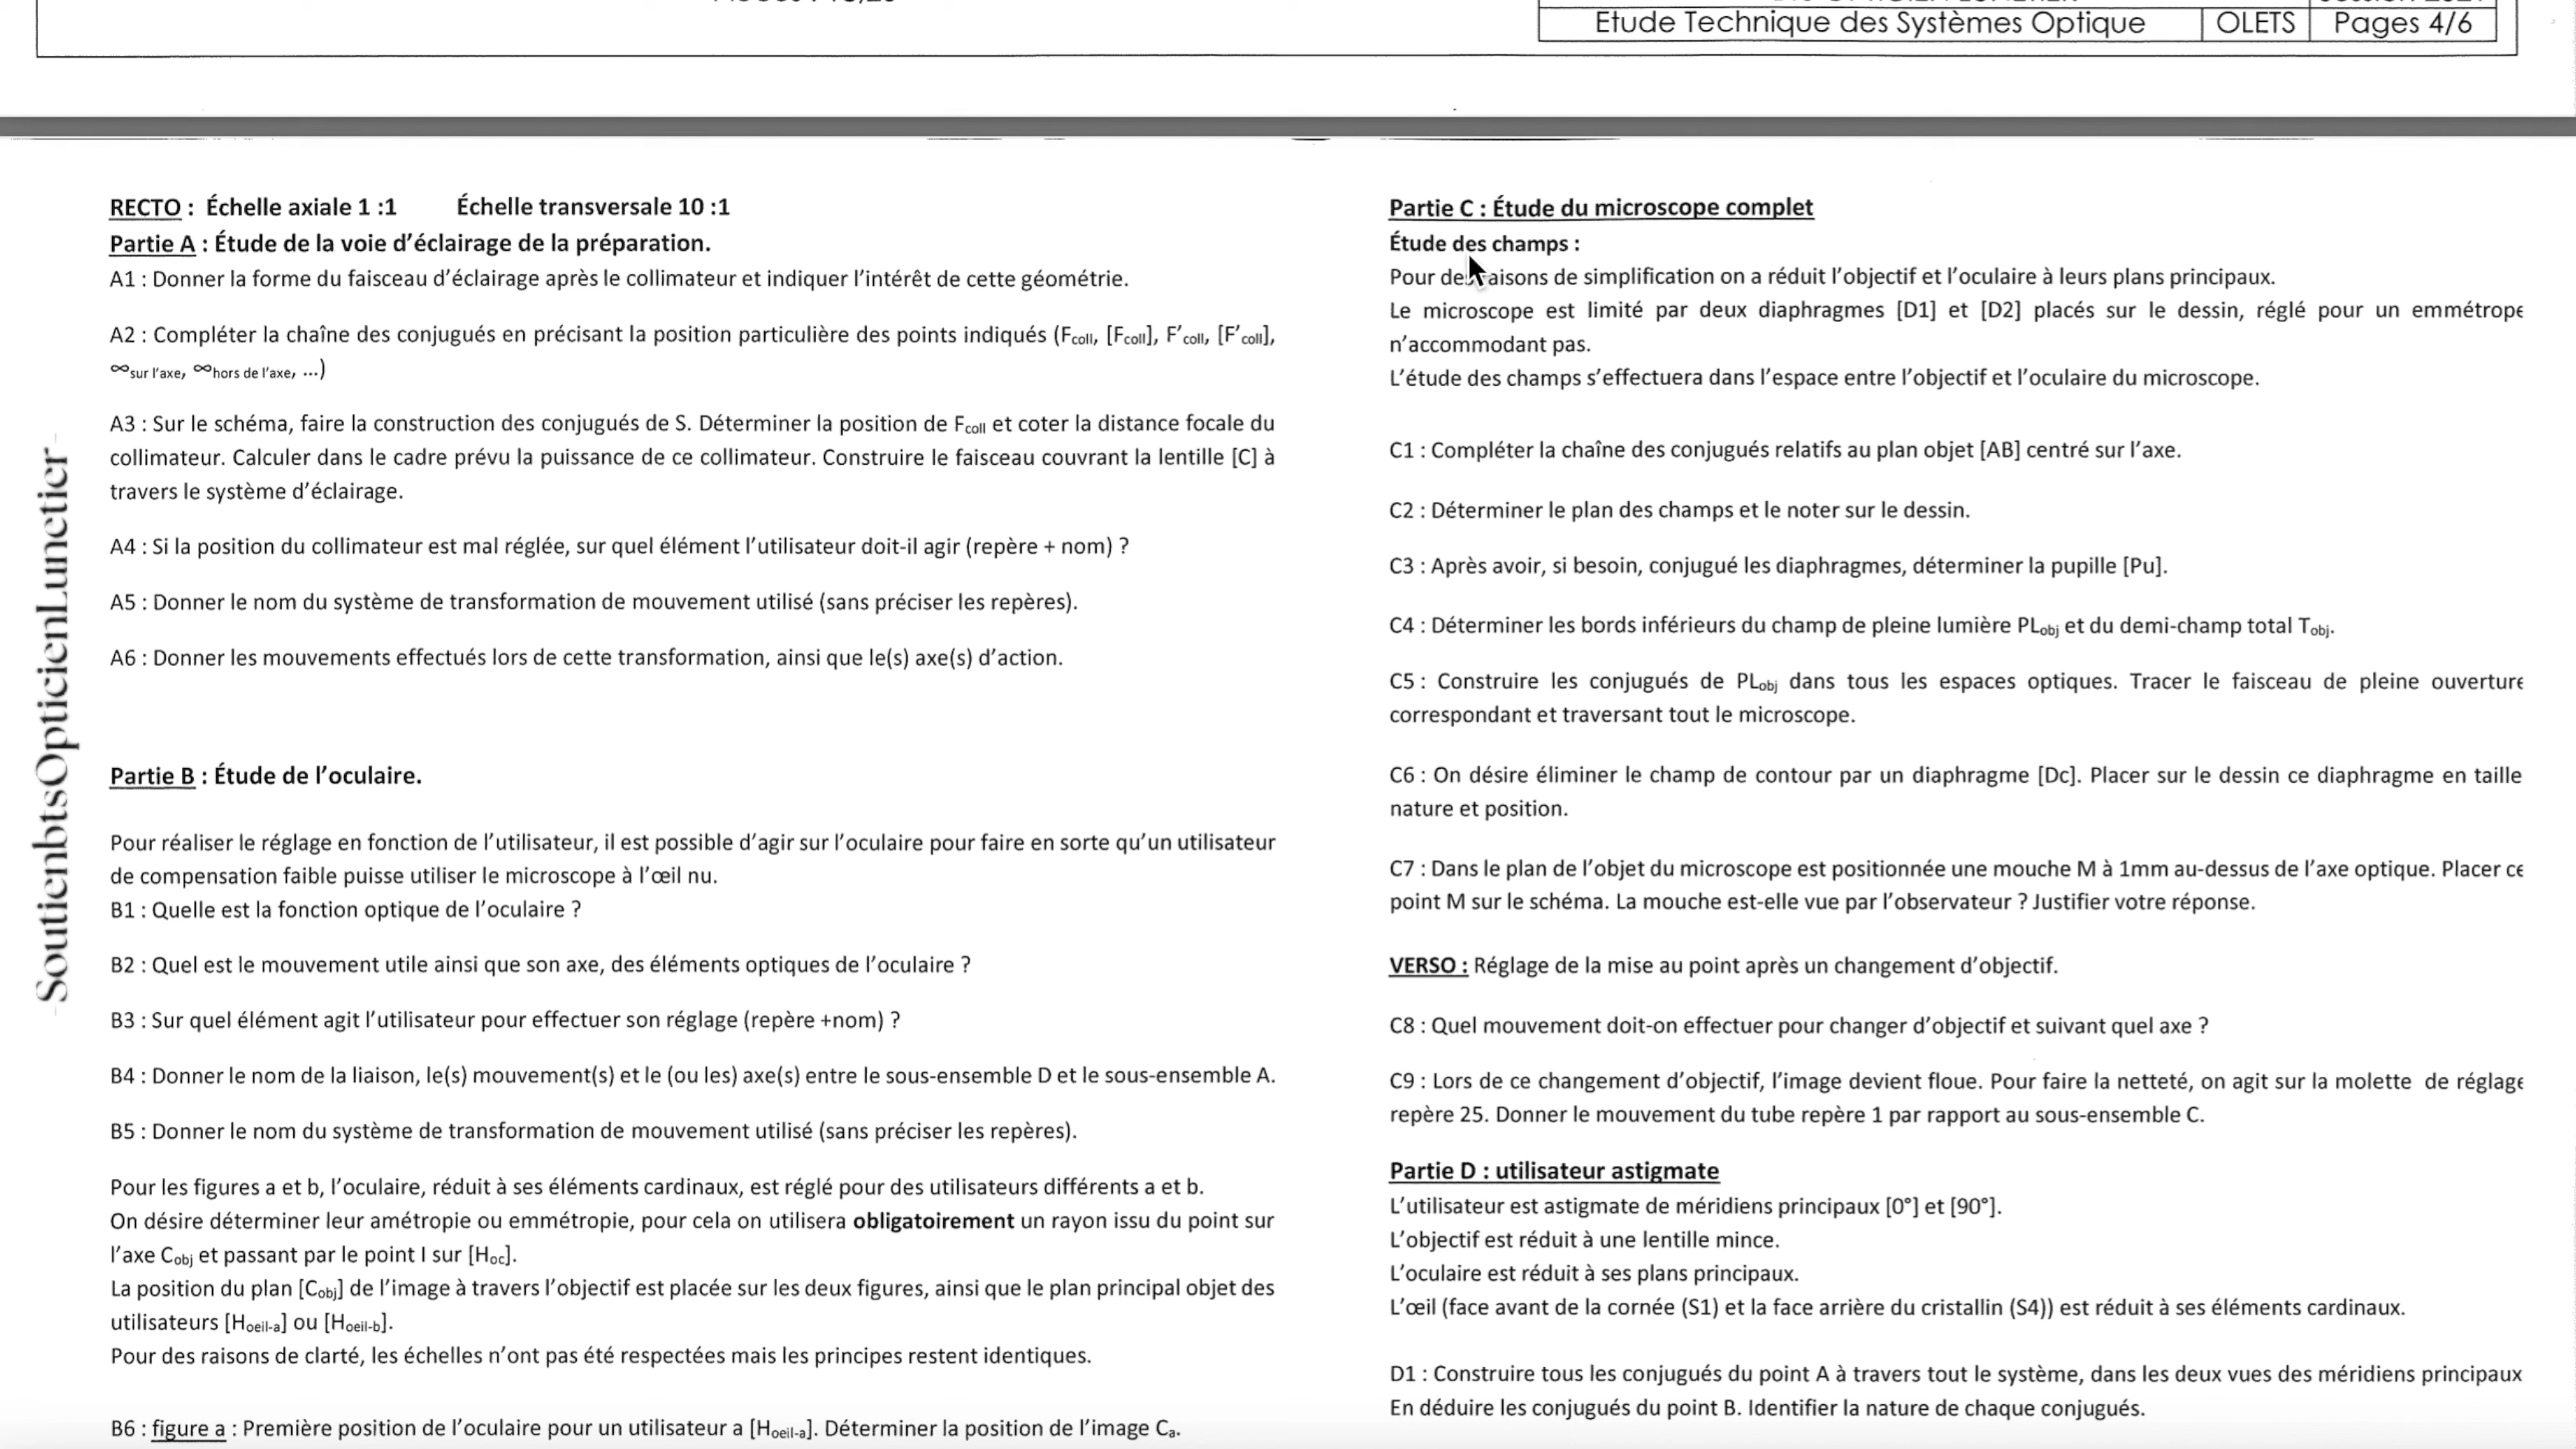 Etude Technique des Systèmes Optique
OLETS
Pages 4/6
SoutienbtsOpticienLunetier
RECTO : Échelle axiale 1 :1 Échelle transversale 10 :1
Partie A : Étude de la voie d’éclairage de la préparation.
A1 : Donner la forme du faisceau d’éclairage après le collimateur et indiquer l’intérêt de cette géométrie.
A2 : Compléter la chaîne des conjugués en précisant la position particulière des points indiqués (Fcoll, [Fcoll], F’coll, [F’coll],
∞sur l’axe, ∞hors de l’axe, ...)
A3 : Sur le schéma, faire la construction des conjugués de S. Déterminer la position de Fcoll et coter la distance focale du
collimateur. Calculer dans le cadre prévu la puissance de ce collimateur. Construire le faisceau couvrant la lentille [C] à
travers le système d’éclairage.
A4 : Si la position du collimateur est mal réglée, sur quel élément l’utilisateur doit-il agir (repère + nom) ?
A5 : Donner le nom du système de transformation de mouvement utilisé (sans préciser les repères).
A6 : Donner les mouvements effectués lors de cette transformation, ainsi que le(s) axe(s) d’action.
Partie B : Étude de l’oculaire.
Pour réaliser le réglage en fonction de l’utilisateur, il est possible d’agir sur l’oculaire pour faire en sorte qu’un utilisateur
de compensation faible puisse utiliser le microscope à l’œil nu.
B1 : Quelle est la fonction optique de l’oculaire ?
B2 : Quel est le mouvement utile ainsi que son axe, des éléments optiques de l’oculaire ?
B3 : Sur quel élément agit l’utilisateur pour effectuer son réglage (repère +nom) ?
B4 : Donner le nom de la liaison, le(s) mouvement(s) et le (ou les) axe(s) entre le sous-ensemble D et le sous-ensemble A.
B5 : Donner le nom du système de transformation de mouvement utilisé (sans préciser les repères).
Pour les figures a et b, l’oculaire, réduit à ses éléments cardinaux, est réglé pour des utilisateurs différents a et b.
On désire déterminer leur amétropie ou emmétropie, pour cela on utilisera obligatoirement un rayon issu du point sur
l’axe Cobj et passant par le point I sur [Hoc].
La position du plan [Cobj] de l’image à travers l’objectif est placée sur les deux figures, ainsi que le plan principal objet des
utilisateurs [Hoeil-a] ou [Hoeil-b].
Pour des raisons de clarté, les échelles n’ont pas été respectées mais les principes restent identiques.
B6 : figure a : Première position de l’oculaire pour un utilisateur a [Hoeil-a]. Déterminer la position de l’image Ca.
Partie C : Étude du microscope complet
Étude des champs :
Pour des raisons de simplification on a réduit l’objectif et l’oculaire à leurs plans principaux.
Le microscope est limité par deux diaphragmes [D1] et [D2] placés sur le dessin, réglé pour un emmétrope
n’accommodant pas.
L’étude des champs s’effectuera dans l’espace entre l’objectif et l’oculaire du microscope.
C1 : Compléter la chaîne des conjugués relatifs au plan objet [AB] centré sur l’axe.
C2 : Déterminer le plan des champs et le noter sur le dessin.
C3 : Après avoir, si besoin, conjugué les diaphragmes, déterminer la pupille [Pu].
C4 : Déterminer les bords inférieurs du champ de pleine lumière PLobj et du demi-champ total Tobj.
C5 : Construire les conjugués de PLobj dans tous les espaces optiques. Tracer le faisceau de pleine ouverture
correspondant et traversant tout le microscope.
C6 : On désire éliminer le champ de contour par un diaphragme [Dc]. Placer sur le dessin ce diaphragme en taille
nature et position.
C7 : Dans le plan de l’objet du microscope est positionnée une mouche M à 1mm au-dessus de l’axe optique. Placer ce
point M sur le schéma. La mouche est-elle vue par l’observateur ? Justifier votre réponse.
VERSO : Réglage de la mise au point après un changement d’objectif.
C8 : Quel mouvement doit-on effectuer pour changer d’objectif et suivant quel axe ?
C9 : Lors de ce changement d’objectif, l’image devient floue. Pour faire la netteté, on agit sur la molette de réglage
repère 25. Donner le mouvement du tube repère 1 par rapport au sous-ensemble C.
Partie D : utilisateur astigmate
L’utilisateur est astigmate de méridiens principaux [0°] et [90°].
L’objectif est réduit à une lentille mince.
L’oculaire est réduit à ses plans principaux.
L’œil (face avant de la cornée (S1) et la face arrière du cristallin (S4)) est réduit à ses éléments cardinaux.
D1 : Construire tous les conjugués du point A à travers tout le système, dans les deux vues des méridiens principaux
En déduire les conjugués du point B. Identifier la nature de chaque conjugués.